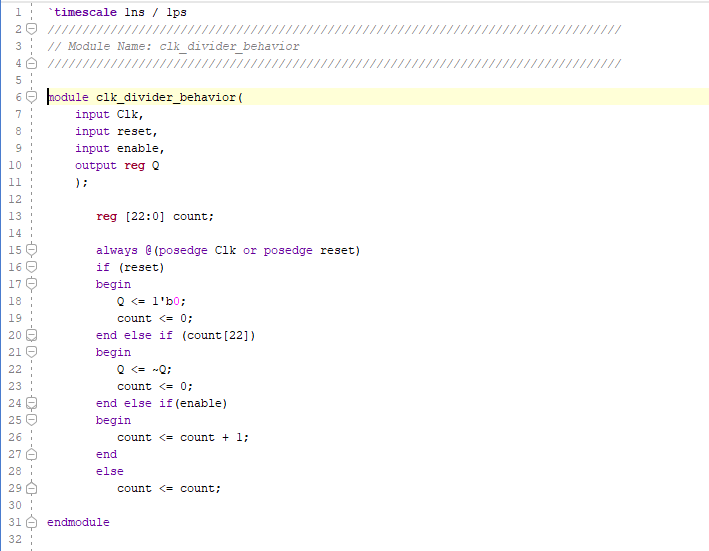 1 `timescale 1ns / 1ps
2 //////////////////////////////////////////////////////////////////////////////////
3 // Module Name: clk_divider_behavior
4 //////////////////////////////////////////////////////////////////////////////////
5
6 module clk_divider_behavior(
7 input Clk,
8 input reset,
9 input enable,
10 output reg Q
11 );
12
13 reg [22:0] count;
14
15 always @(posedge Clk or posedge reset)
16 if (reset)
17 begin
18 Q <= 1'b0;
19 count <= 0;
20 end else if (count[22])
21 begin
22 Q <= ~Q;
23 count <= 0;
24 end else if(enable)
25 begin
26 count <= count + 1;
27 end
28 else
29 count <= count;
30
31 endmodule
32